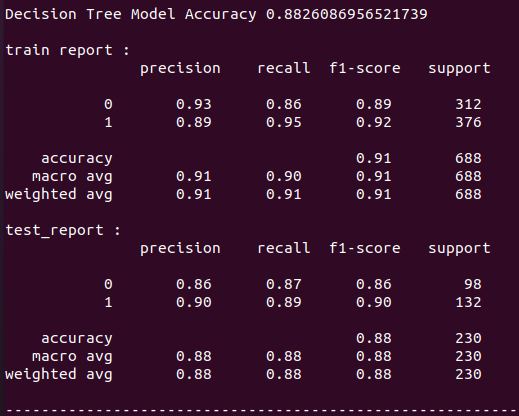 Decision Tree Model Accuracy 0.8826086956521739
train report :
precision recall f1-score support
0 0.93 0.86 0.89 312
1 0.89 0.95 0.92 376
accuracy 0.91 688
macro avg 0.91 0.90 0.91 688
weighted avg 0.91 0.91 0.91 688
test_report :
precision recall f1-score support
0 0.86 0.87 0.86 98
1 0.90 0.89 0.90 132
accuracy 0.88 230
macro avg 0.88 0.88 0.88 230
weighted avg 0.88 0.88 0.88 230
------------------------------------------------------------